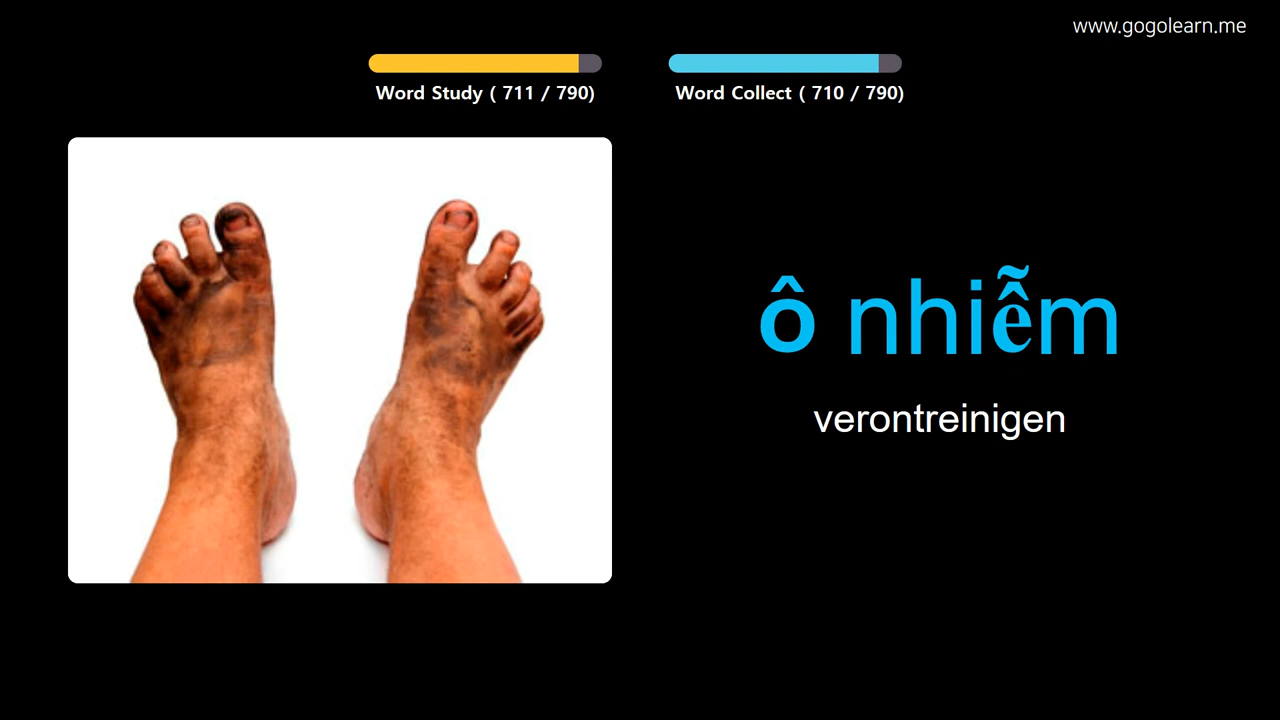 www.gogolearn.me
Word Study ( 711 / 790)
Word Collect ( 710 / 790)
ô nhiễm
verontreinigen